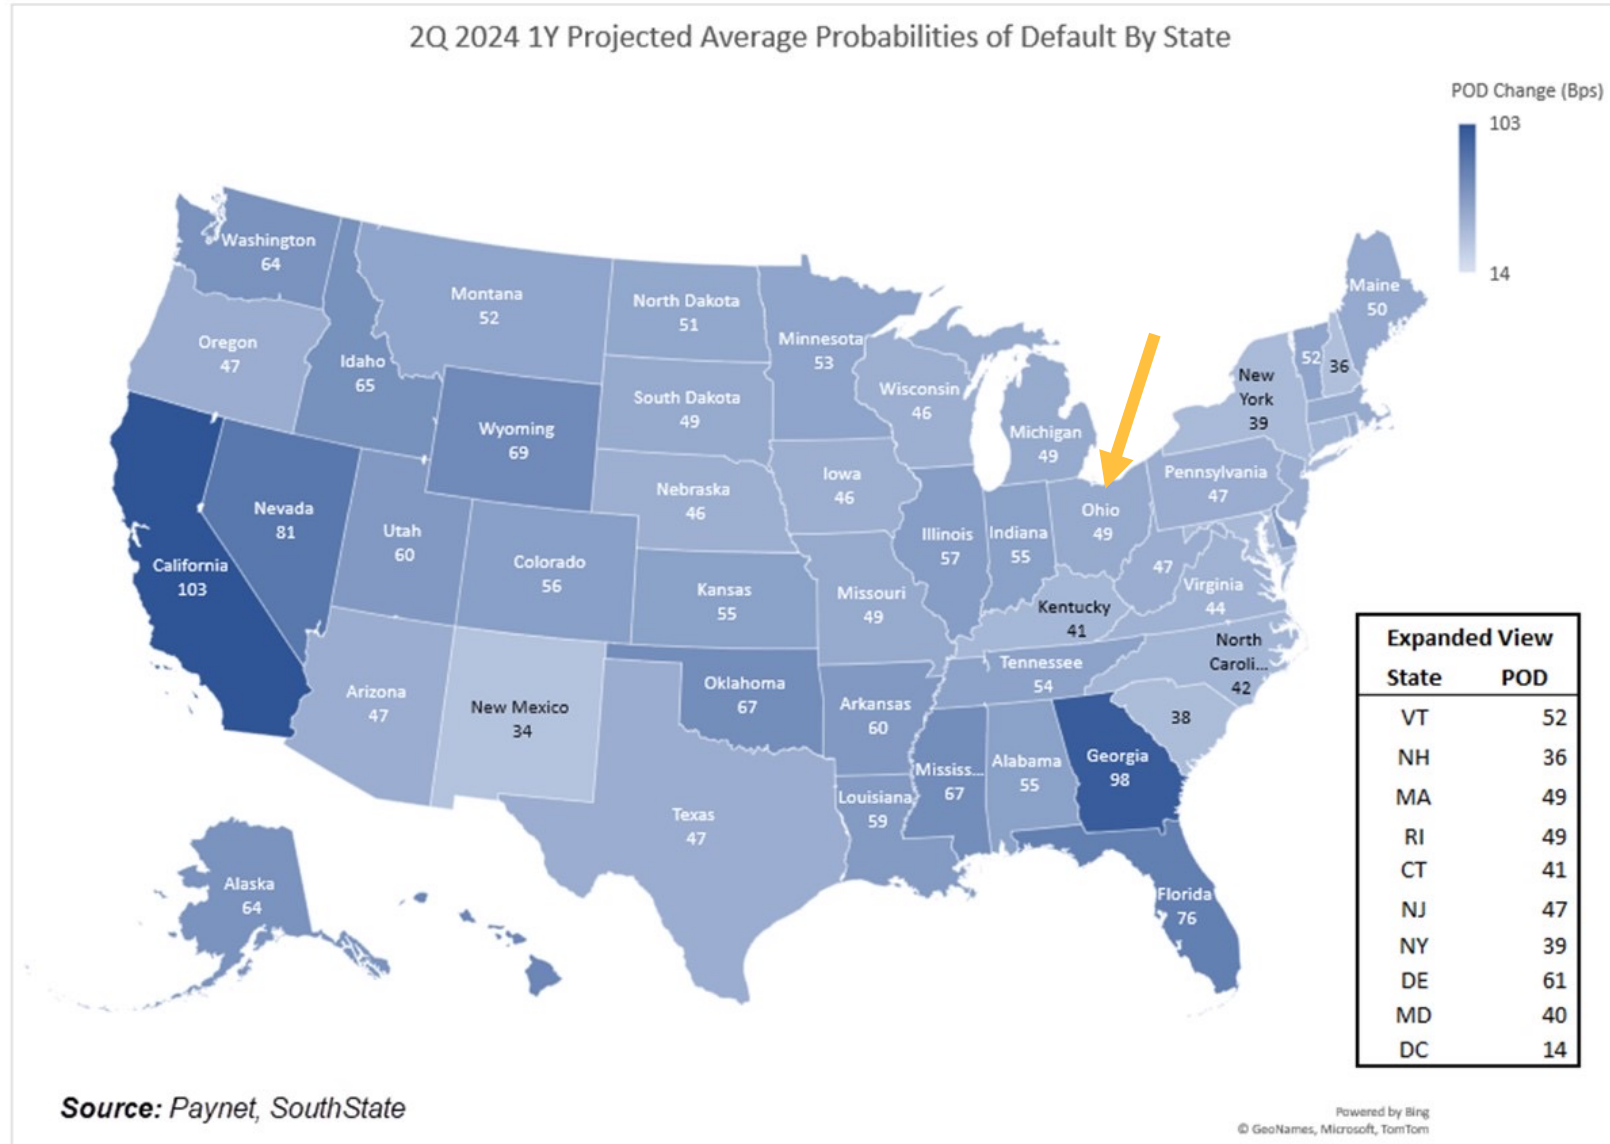 2Q 2024 1Y Projected Average Probabilities of Default By State
POD Change (Bps)
103
14
Washington
64
Oregon
47
Idaho
65
Montana
52
North Dakota
51
Minnesota
53
Wisconsin
46
Michigan
49
New
York
39
52
36
Maine
50
South Dakota
49
Wyoming
69
Nevada
81
Utah
60
Colorado
56
Nebraska
46
Iowa
46
Illinois
57
Indiana
55
Ohio
49
Pennsylvania
47
47
Virginia
44
California
103
Kansas
55
Missouri
49
Kentucky
41
North
Caroli...
42
Tennessee
54
Arizona
47
New Mexico
34
Oklahoma
67
Arkansas
60
38
Georgia
98
Alabama
55
Mississ...
67
Louisiana
59
Texas
47
Florida
76
Alaska
64
Expanded View
State POD
VT 52
NH 36
MA 49
RI 49
CT 41
NJ 47
NY 39
DE 61
MD 40
DC 14
Source: Paynet, SouthState
Powered by Bing
© GeoNames, Microsoft, TomTom